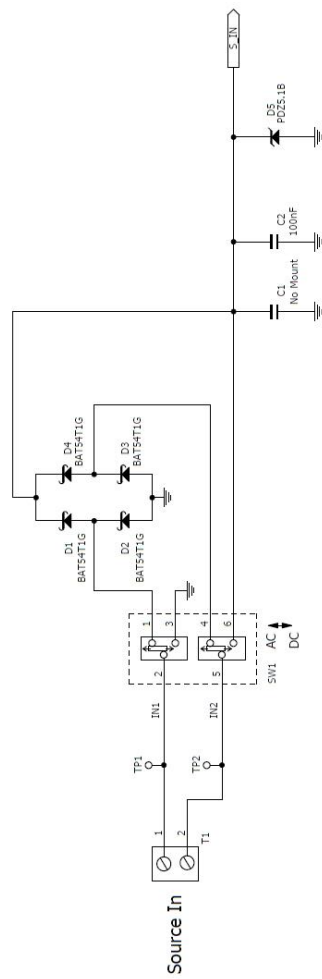 Source In
1
2
T1
TP1
TP2
IN1
IN2
2
5
1
3
4
6
SW1
AC
DC
D1
BAT54T1G
D2
BAT54T1G
D4
BAT54T1G
D3
BAT54T1G
C1
No Mount
C2
100nF
D5
PDZ5.1B
S_IN